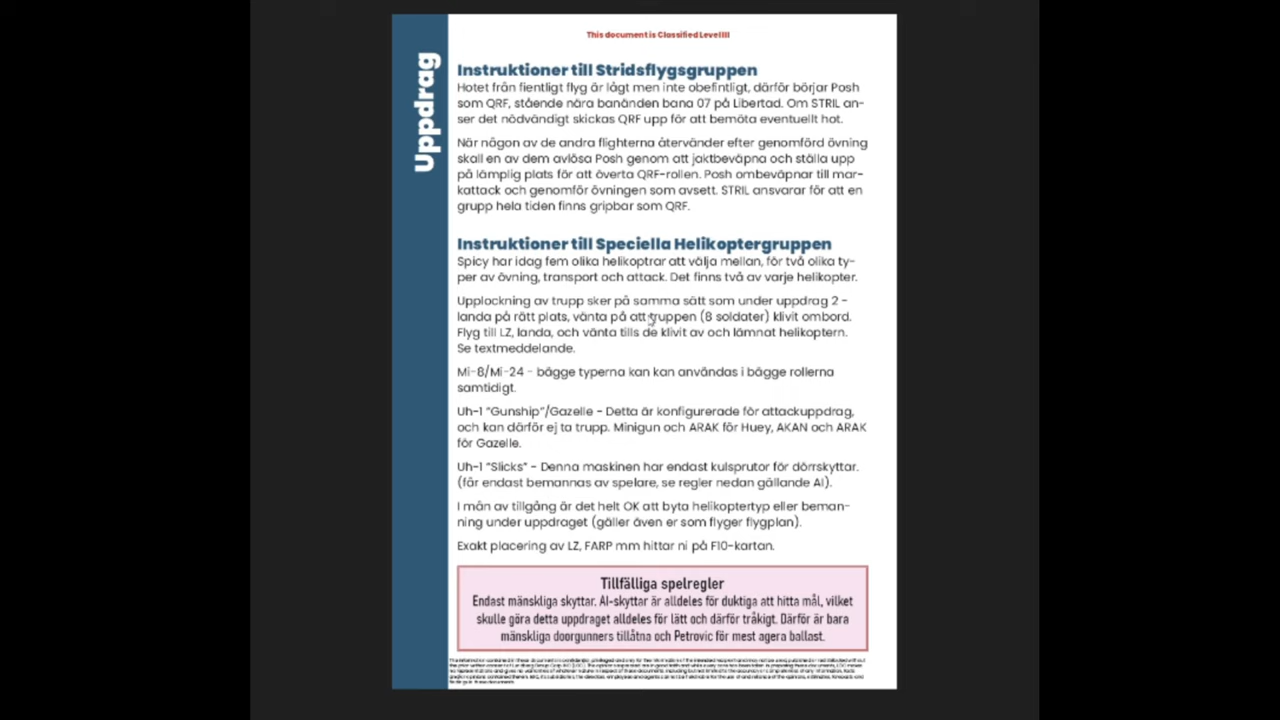 This document is Classified Level III
Uppdrag
Instruktioner till Stridsflygsgruppen
Hotet från fientligt flyg är lågt men inte obefintligt, därför börjar Posh
som QRF, stående nära banänden bana 07 på Libertad. Om STRIL an-
ser det nödvändigt skickas QRF upp för att bemöta eventuellt hot.
När någon av de andra flighterna återvänder efter genomförd övning
skall en av dem avlösa Posh genom att jaktbeväpna och ställa upp
på lämplig plats för att överta QRF-rollen. Posh ombeväpnar till mar-
kattack och genomför övningen som avsett. STRIL ansvarar för att en
grupp hela tiden finns gripbar som QRF.
Instruktioner till Speciella Helikoptergruppen
Spicy har idag fem olika helikoptrar att välja mellan, för två olika ty-
per av övning, transport och attack. Det finns två av varje helikopter.
Upplockning av trupp sker på samma sätt som under uppdrag 2 -
landa på rätt plats, vänta på att truppen (8 soldater) klivit ombord.
Flyg till LZ, landa, och vänta tills de klivit av och lämnat helikoptern.
Se textmeddelande.
Mi-8/Mi-24 - bägge typerna kan kan användas i bägge rollerna
samtidigt.
Uh-1 "Gunship"/Gazelle - Detta är konfigurerade för attackuppdrag,
och kan därför ej ta trupp. Minigun och ARAK för Huey, AKAN och ARAK
för Gazelle.
Uh-1 "Slicks" - Denna maskinen har endast kulsprutor för dörrskyttar.
(får endast bemannas av spelare, se regler nedan gällande AI).
I mån av tillgång är det helt OK att byta helikoptertyp eller beman-
ning under uppdraget (gäller även er som flyger flygplan).
Exakt placering av LZ, FARP mm hittar ni på F10-kartan.
Tillfälliga spelregler
Endast mänskliga skyttar. AI-skyttar är alldeles för duktiga att hitta mål, vilket
skulle göra detta uppdraget alldeles för lätt och därför tråkigt. Därför är bara
mänskliga doorgunners tillåtna och Petrovic för mest agera ballast.